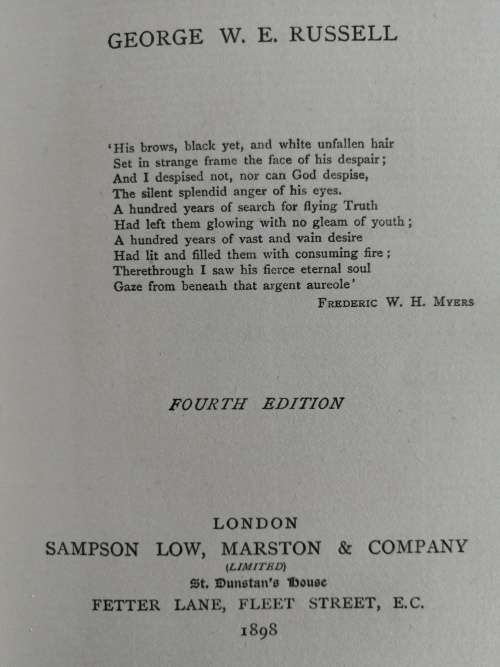 GEORGE W. E. RUSSELL
‘His brows, black yet, and white unfallen hair
Set in strange frame the face of his despair;
And I despised not, nor can God despise,
The silent splendid anger of his eyes.
A hundred years of search for flying Truth
Had left them glowing with no gleam of youth;
A hundred years of vast and vain desire
Had lit and filled them with consuming fire;
Therethrough I saw his fierce eternal soul
Gaze from beneath that argent aureole’
FREDERIC W. H. MYERS
FOURTH EDITION
LONDON
SAMPSON LOW, MARSTON & COMPANY
(LIMITED)
St. Dunstan's House
FETTER LANE, FLEET STREET, E.C.
1898